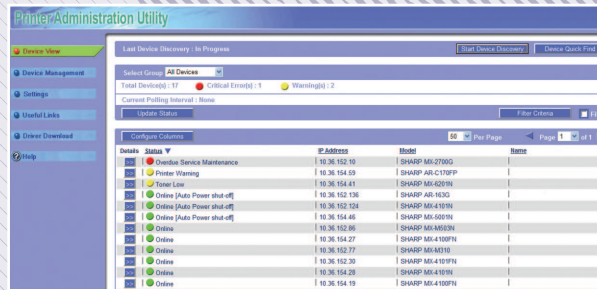 Printer Administration Utility
Device View
Device Management
Settings
Useful Links
Driver Download
Help
Last Device Discovery : In Progress
Start Device Discovery
Device Quick Find
Select Group All Devices
Total Device(s) : 17 Critical Error(s) : 1 Warning(s) : 2
Current Polling Interval : None
Update Status
Filter Criteria
Configure Columns
50 Per Page
Page 1 of 1
Details Status IP Address Model Name
>> Overdue Service Maintenance 10.36.152.10 SHARP MX-2700G
>> Printer Warning 10.36.154.59 SHARP AR-C170FP
>> Toner Low 10.36.154.41 SHARP MX-6201N
>> Online [Auto Power shut-off] 10.36.152.136 SHARP AR-163G
>> Online [Auto Power shut-off] 10.36.152.124 SHARP MX-4101N
>> Online [Auto Power shut-off] 10.36.154.46 SHARP MX-5001N
>> Online 10.36.152.86 SHARP MX-M503N
>> Online 10.36.154.27 SHARP MX-4100FN
>> Online 10.36.152.77 SHARP MX-M310
>> Online 10.36.152.30 SHARP MX-4101FN
>> Online 10.36.154.28 SHARP MX-4101N
>> Online 10.36.154.19 SHARP MX-4100FN